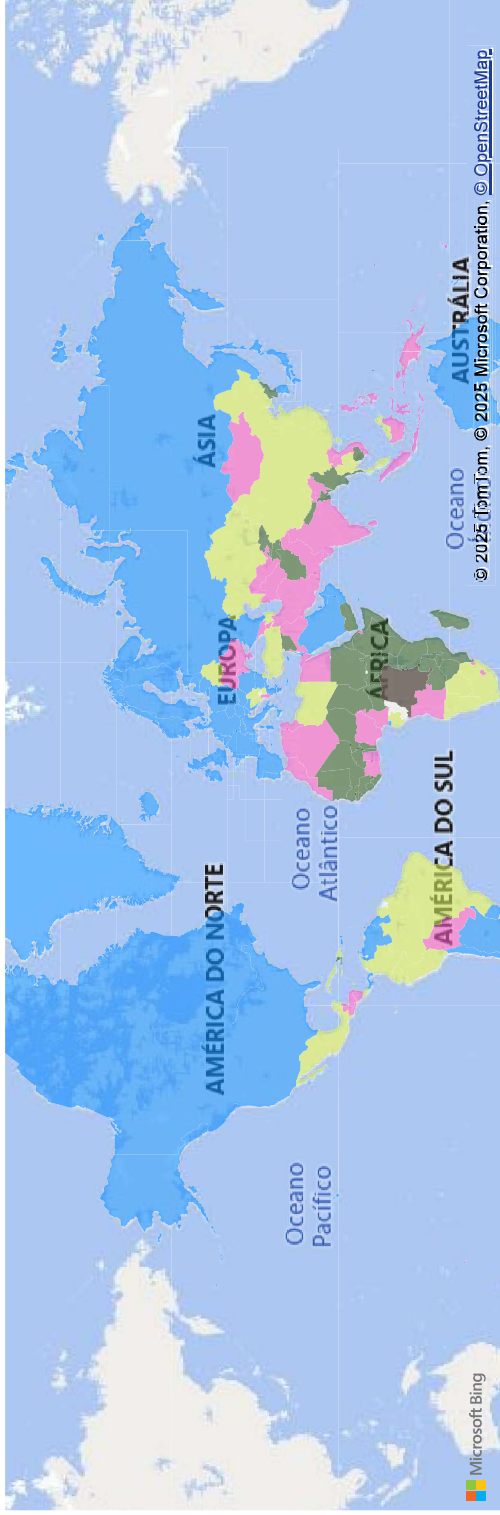 AMÉRICA DO NORTE
EUROPA
ÁSIA
Oceano
Pacífico
Oceano
Atlântico
ÁFRICA
AMÉRICA DO SUL
Oceano
AUSTRÁLIA
Microsoft Bing
© 2025 TomTom, © 2025 Microsoft Corporation, © OpenStreetMap